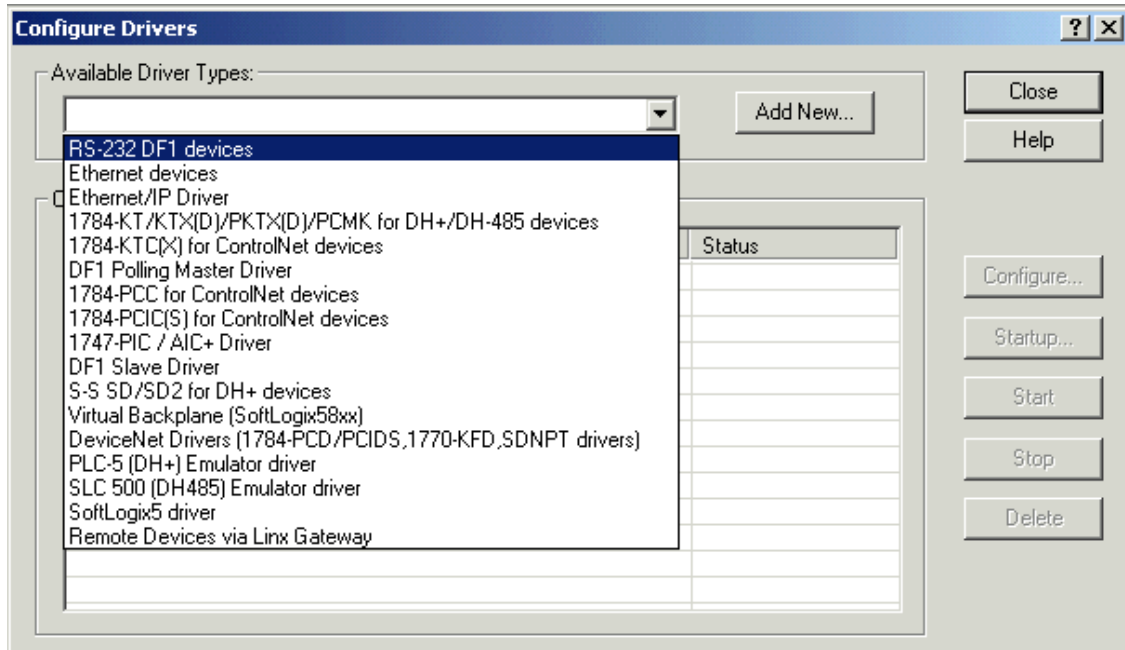 Configure Drivers
Available Driver Types:
Add New...
Close
Help
RS-232 DF1 devices
Ethernet devices
Ethernet/IP Driver
1784-KT/KTX(D)/PKTX(D)/PCMK for DH+/DH-485 devices
1784-KTC(X) for ControlNet devices
DF1 Polling Master Driver
1784-PCC for ControlNet devices
1784-PCIC(S) for ControlNet devices
1747-PIC / AIC+ Driver
DF1 Slave Driver
S-S SD/SD2 for DH+ devices
Virtual Backplane (SoftLogix58xx)
DeviceNet Drivers (1784-PCD/PCIDS,1770-KFD,SDNPT drivers)
PLC-5 (DH+) Emulator driver
SLC 500 (DH485) Emulator driver
SoftLogix5 driver
Remote Devices via Linx Gateway
Status
Configure...
Startup...
Start
Stop
Delete